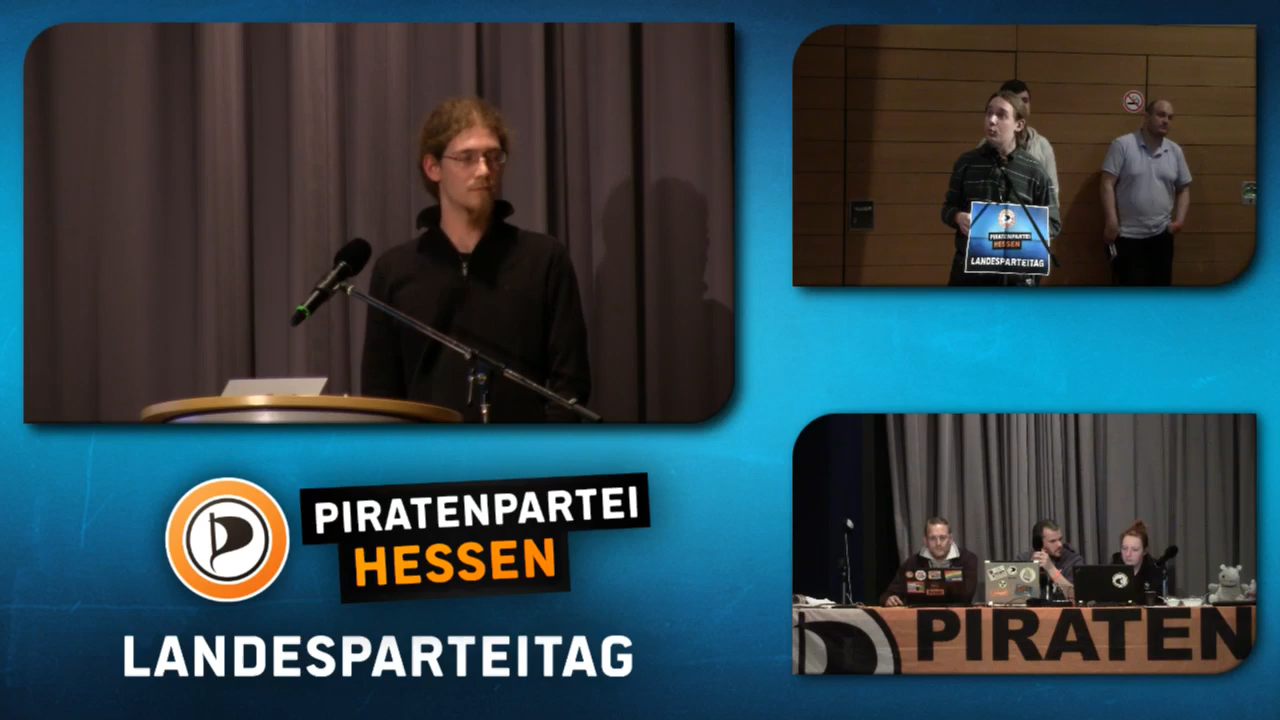 PIRATENPARTEI
HESSEN
LANDESPARTEITAG
PIRATENPARTEI
HESSEN
LANDESPARTEITAG
PIRATEN